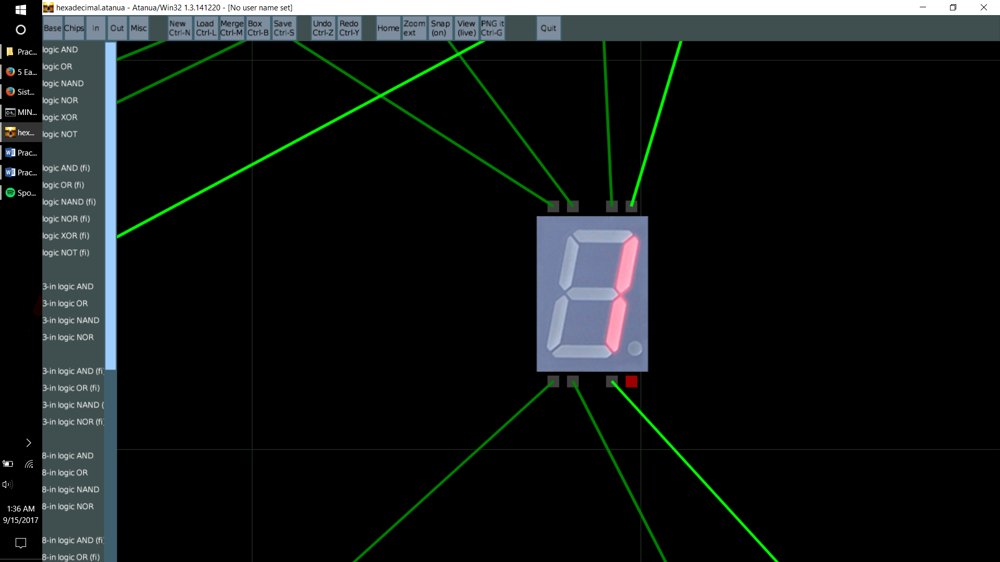 hexadecimal.atanua - Atanua/Win32 1.3.141220 - [No user name set]
Base Chips In Out Misc New Ctrl-N Load Ctrl-L Merge Ctrl-M Box Ctrl-B Save Ctrl-S Undo Ctrl-Z Redo Ctrl-Y Home Zoom ext Snap (on) View (live) PNG it Ctrl-G Quit
Prac...
5 Ea...
Sist...
MIN...
hex...
Prac...
Prac...
Spo...
1:36 AM
9/15/2017
logic AND
logic OR
logic NAND
logic NOR
logic XOR
logic NOT
logic AND (fi)
logic OR (fi)
logic NAND (fi)
logic NOR (fi)
logic XOR (fi)
logic NOT (fi)
3-in logic AND
3-in logic OR
3-in logic NAND
3-in logic NOR
3-in logic AND (fi)
3-in logic OR (fi)
3-in logic NAND (
3-in logic NOR (fi)
8-in logic AND
8-in logic OR
8-in logic NAND
8-in logic NOR
8-in logic AND (fi)
8-in logic OR (fi)
1